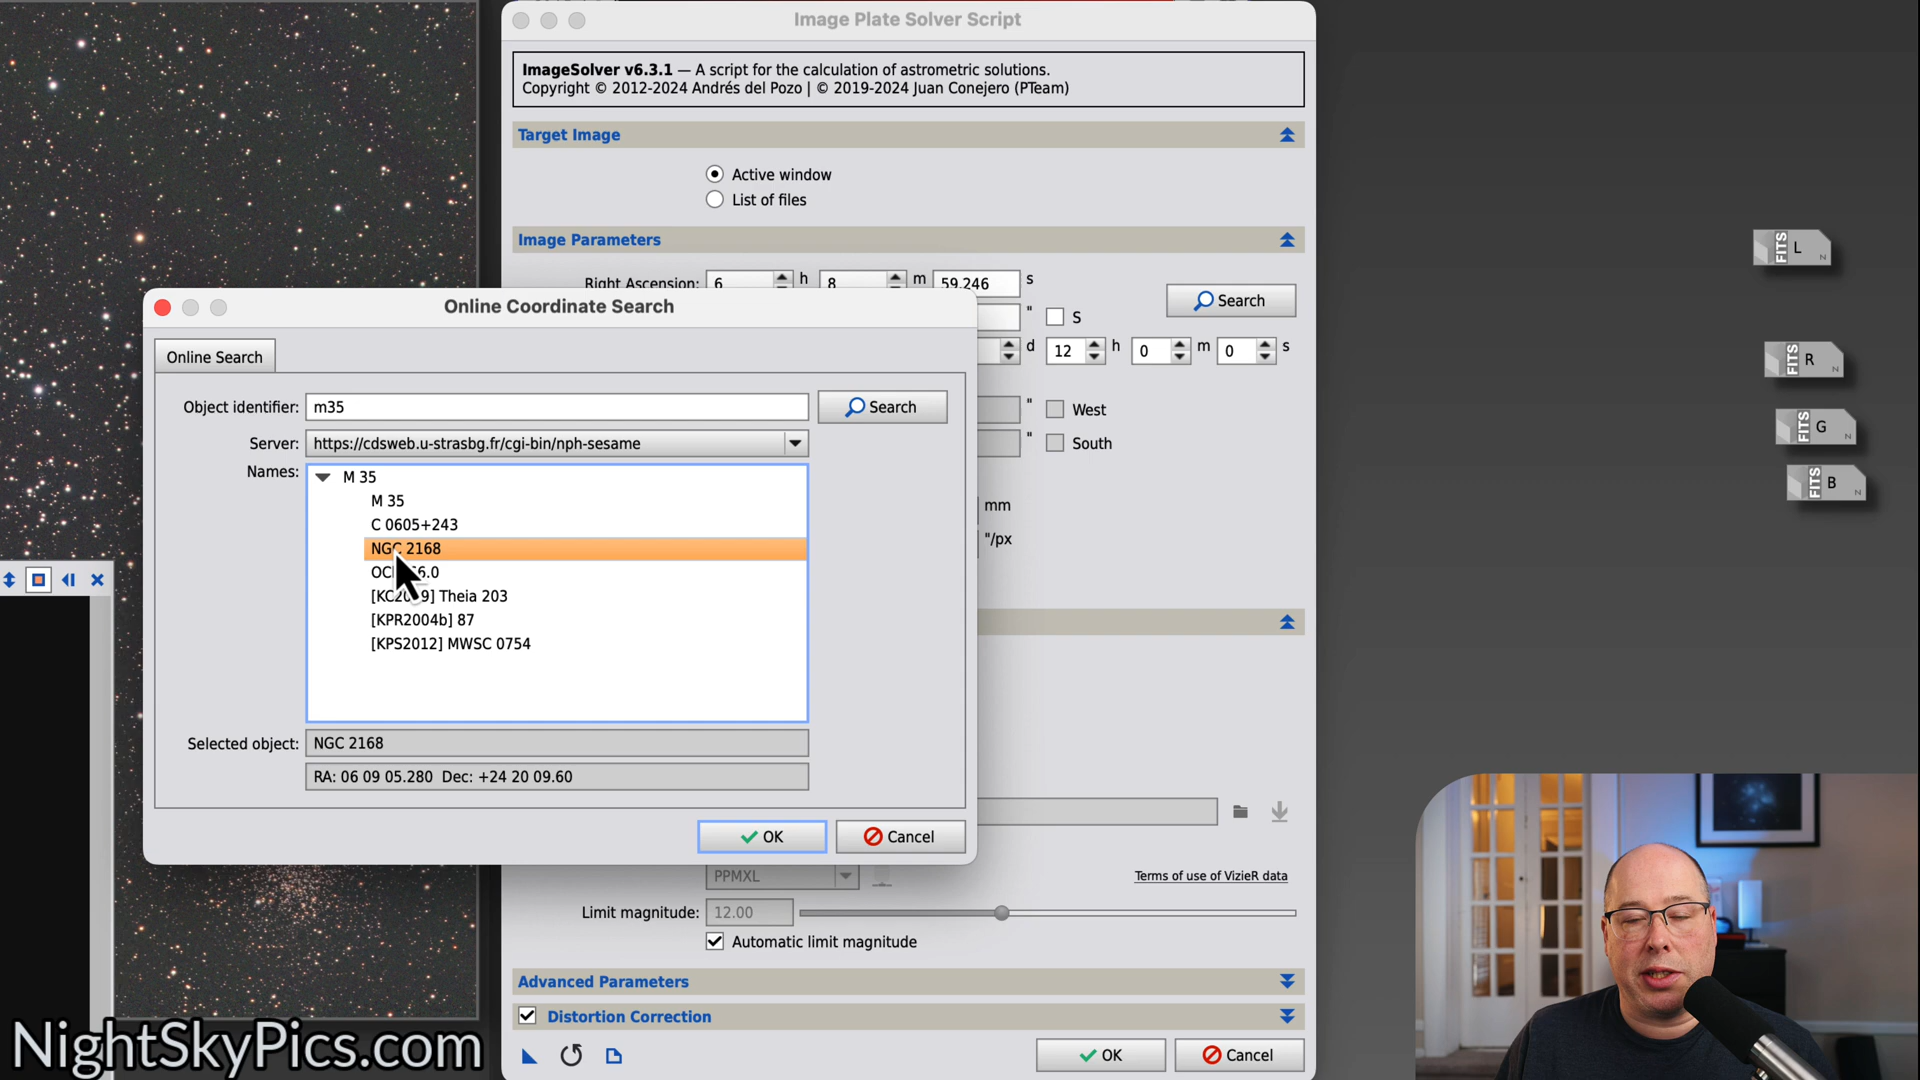 Image Plate Solver Script
ImageSolver v6.3.1 — A script for the calculation of astrometric solutions.
Copyright © 2012-2024 Andrés del Pozo | © 2019-2024 Juan Conejero (PTeam)
Target Image
Active window
List of files
Image Parameters
Right Ascension: 6 h 8 m 59.246 s
Search
" S
d 12 h 0 m 0 s
" West
" South
mm
"/px
Online Coordinate Search
Online Search
Object identifier: m35
Search
Server: https://cdsweb.u-strasbg.fr/cgi-bin/nph-sesame
Names:
M 35
M 35
C 0605+243
NGC 2168
[KPR2004b] 87
Theia 203
[KPS2012] MWSC 0754
Selected object: NGC 2168
RA: 06 09 05.280 Dec: +24 20 09.60
OK
Cancel
PPMXL
Terms of use of VizieR data
Limit magnitude: 12.00
Automatic limit magnitude
Advanced Parameters
Distortion Correction
OK
Cancel
FITS L N
FITS R N
FITS G N
FITS B N
NightSkyPics.com